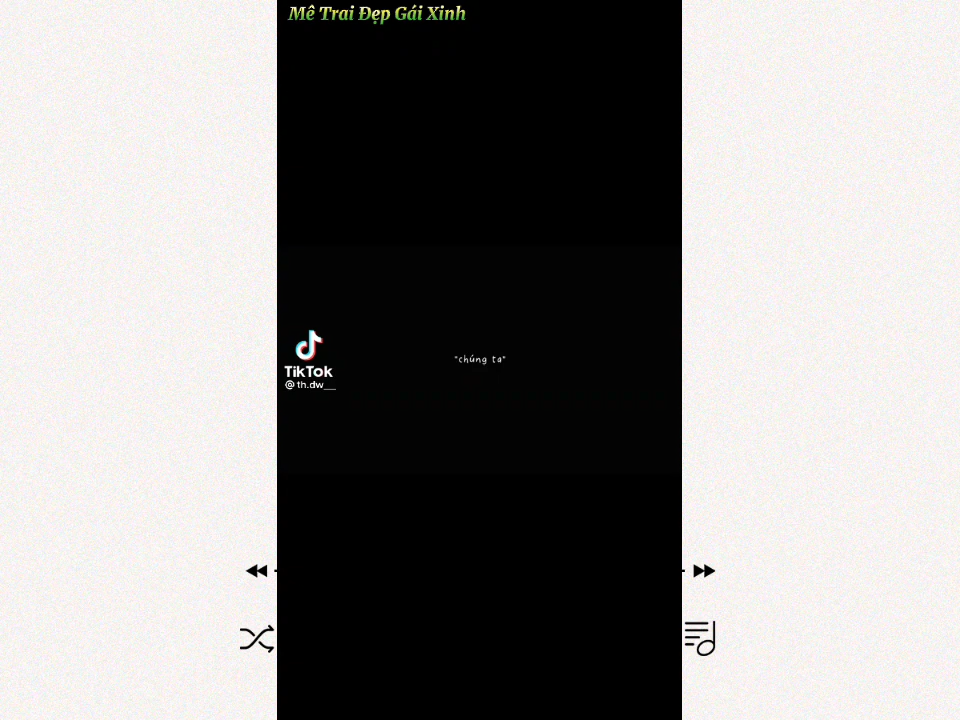 Mê Trai Đẹp Gái Xinh
"chúng ta"
TikTok
@th.dw__